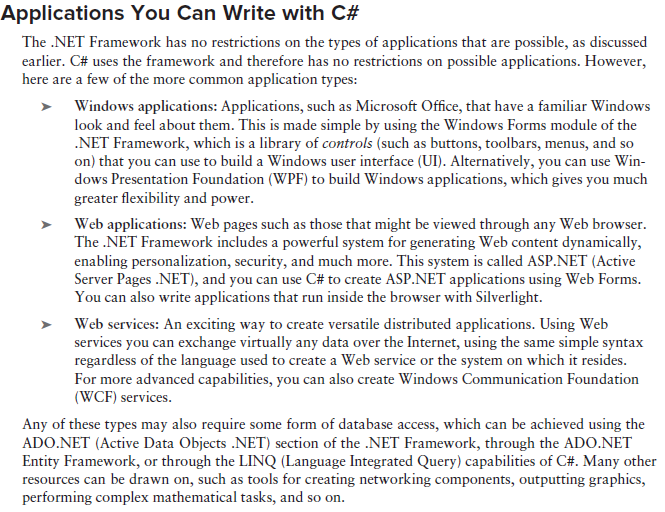 Applications You Can Write with C#
The .NET Framework has no restrictions on the types of applications that are possible, as discussed
earlier. C# uses the framework and therefore has no restrictions on possible applications. However,
here are a few of the more common application types:
➤ Windows applications: Applications, such as Microsoft Office, that have a familiar Windows
look and feel about them. This is made simple by using the Windows Forms module of the
.NET Framework, which is a library of controls (such as buttons, toolbars, menus, and so
on) that you can use to build a Windows user interface (UI). Alternatively, you can use Win-
dows Presentation Foundation (WPF) to build Windows applications, which gives you much
greater flexibility and power.
➤ Web applications: Web pages such as those that might be viewed through any Web browser.
The .NET Framework includes a powerful system for generating Web content dynamically,
enabling personalization, security, and much more. This system is called ASP.NET (Active
Server Pages .NET), and you can use C# to create ASP.NET applications using Web Forms.
You can also write applications that run inside the browser with Silverlight.
➤ Web services: An exciting way to create versatile distributed applications. Using Web
services you can exchange virtually any data over the Internet, using the same simple syntax
regardless of the language used to create a Web service or the system on which it resides.
For more advanced capabilities, you can also create Windows Communication Foundation
(WCF) services.
Any of these types may also require some form of database access, which can be achieved using the
ADO.NET (Active Data Objects .NET) section of the .NET Framework, through the ADO.NET
Entity Framework, or through the LINQ (Language Integrated Query) capabilities of C#. Many other
resources can be drawn on, such as tools for creating networking components, outputting graphics,
performing complex mathematical tasks, and so on.